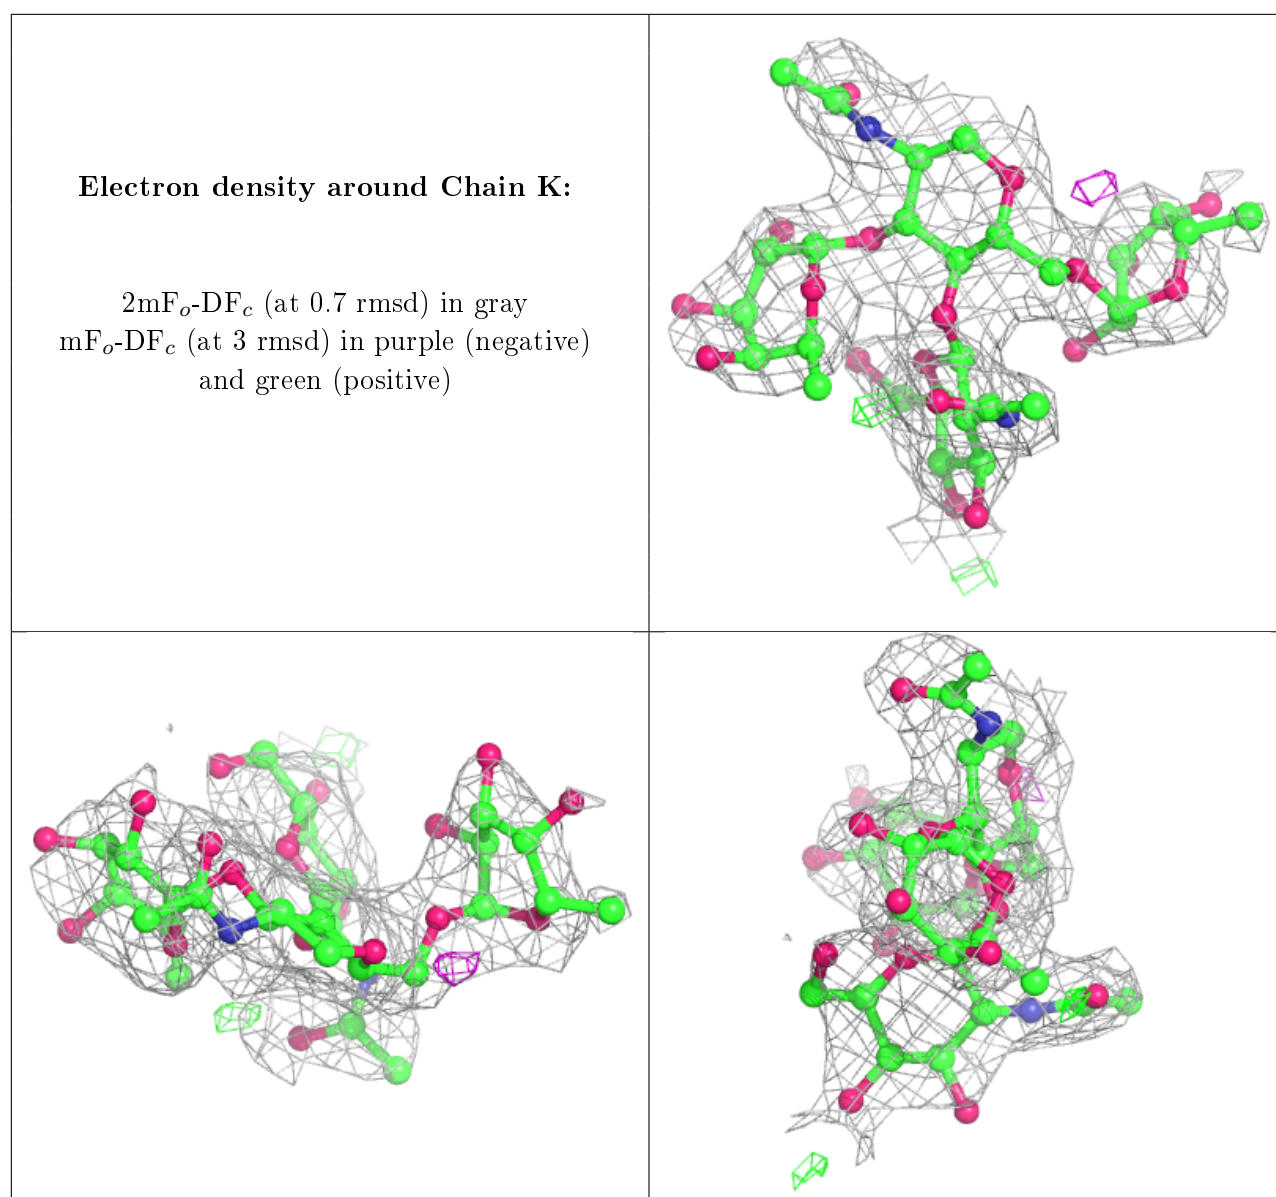 Electron density around Chain K:
2mFₒ-DF𝒸 (at 0.7 rmsd) in gray
mFₒ-DF𝒸 (at 3 rmsd) in purple (negative)
and green (positive)